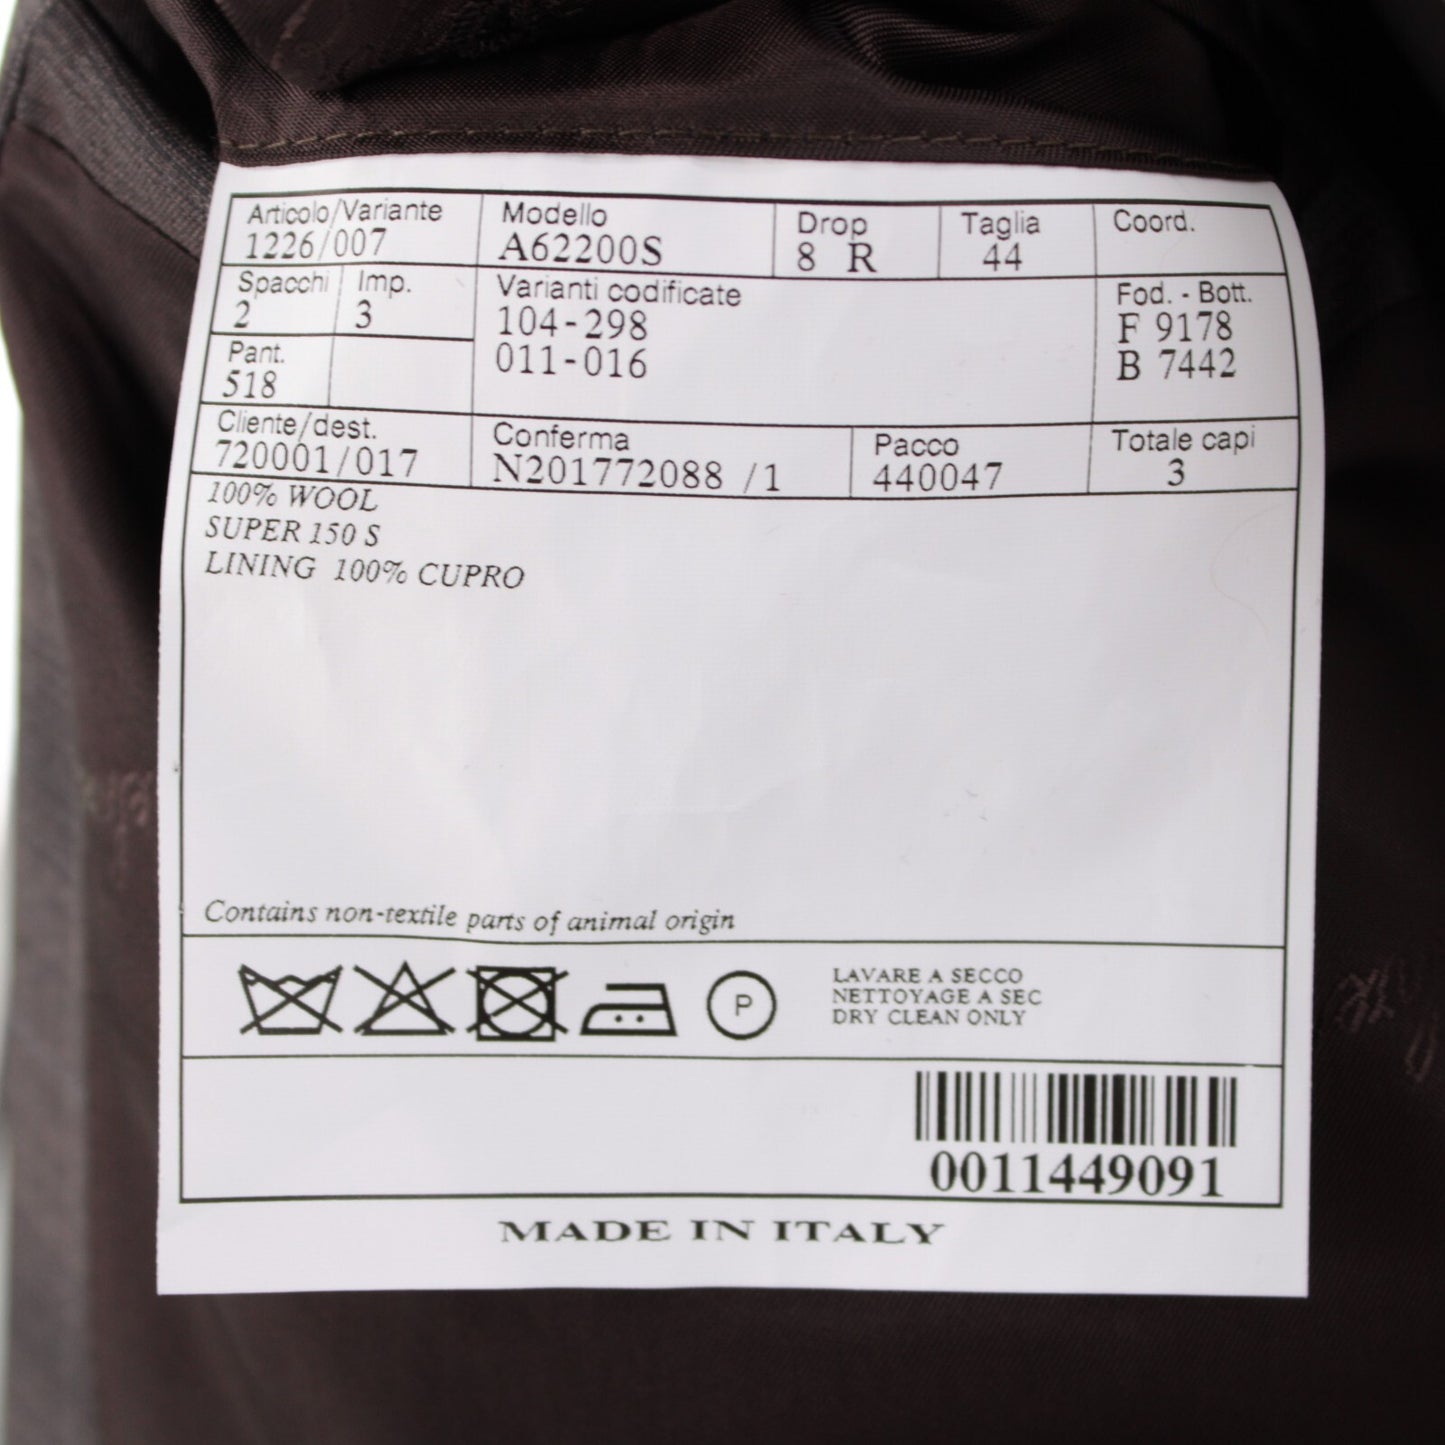 Articolo/Variante Modello Drop Taglia Coord.
1226/007 A62200S 8 R 44
Spacchi Imp. Varianti codificate Fod. - Bott.
2 3 104-298 F 9178
011-016 B 7442
Pant.
518
Cliente/dest. Conferma Pacco Totale capi
720001/017 N201772088 /1 440047 3
100% WOOL
SUPER 150 S
LINING 100% CUPRO
Contains non-textile parts of animal origin
P
LAVARE A SECCO
NETTOYAGE A SEC
DRY CLEAN ONLY
0011449091
MADE IN ITALY